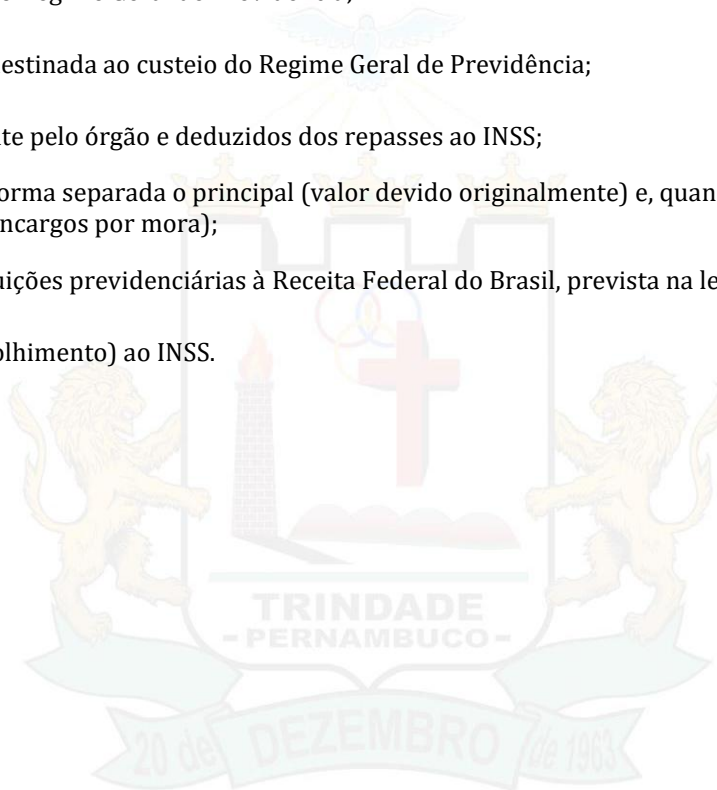 estinada ao custeio do Regime Geral de Previdência;
te pelo órgão e deduzidos dos repasses ao INSS;
orma separada o principal (valor devido originalmente) e, quan
ncargos por mora);
uições previdenciárias à Receita Federal do Brasil, prevista na le
olhimento) ao INSS.
TRINDADE
- PERNAMBUCO -
20 de DEZEMBRO de 1963